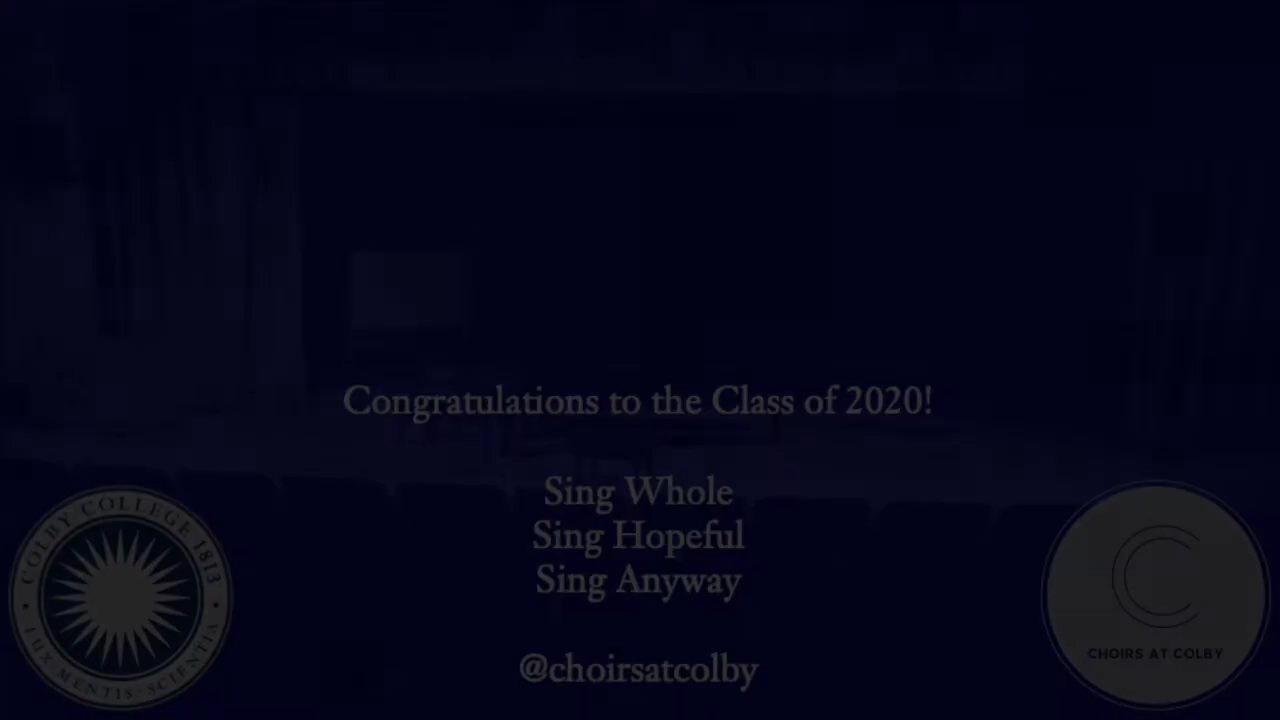 Congratulations to the Class of 2020!
Sing Whole
Sing Hopeful
Sing Anyway
@choirsatcolby
COLBY COLLEGE 1813
LUX MENTIS SCIENTIA
CHOIRS AT COLBY